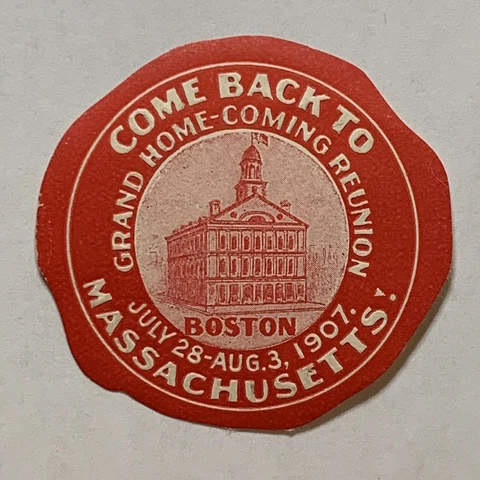 COME BACK TO
MASSACHUSETTS!
GRAND HOME-COMING REUNION
JULY 28-AUG. 3, 1907.
BOSTON